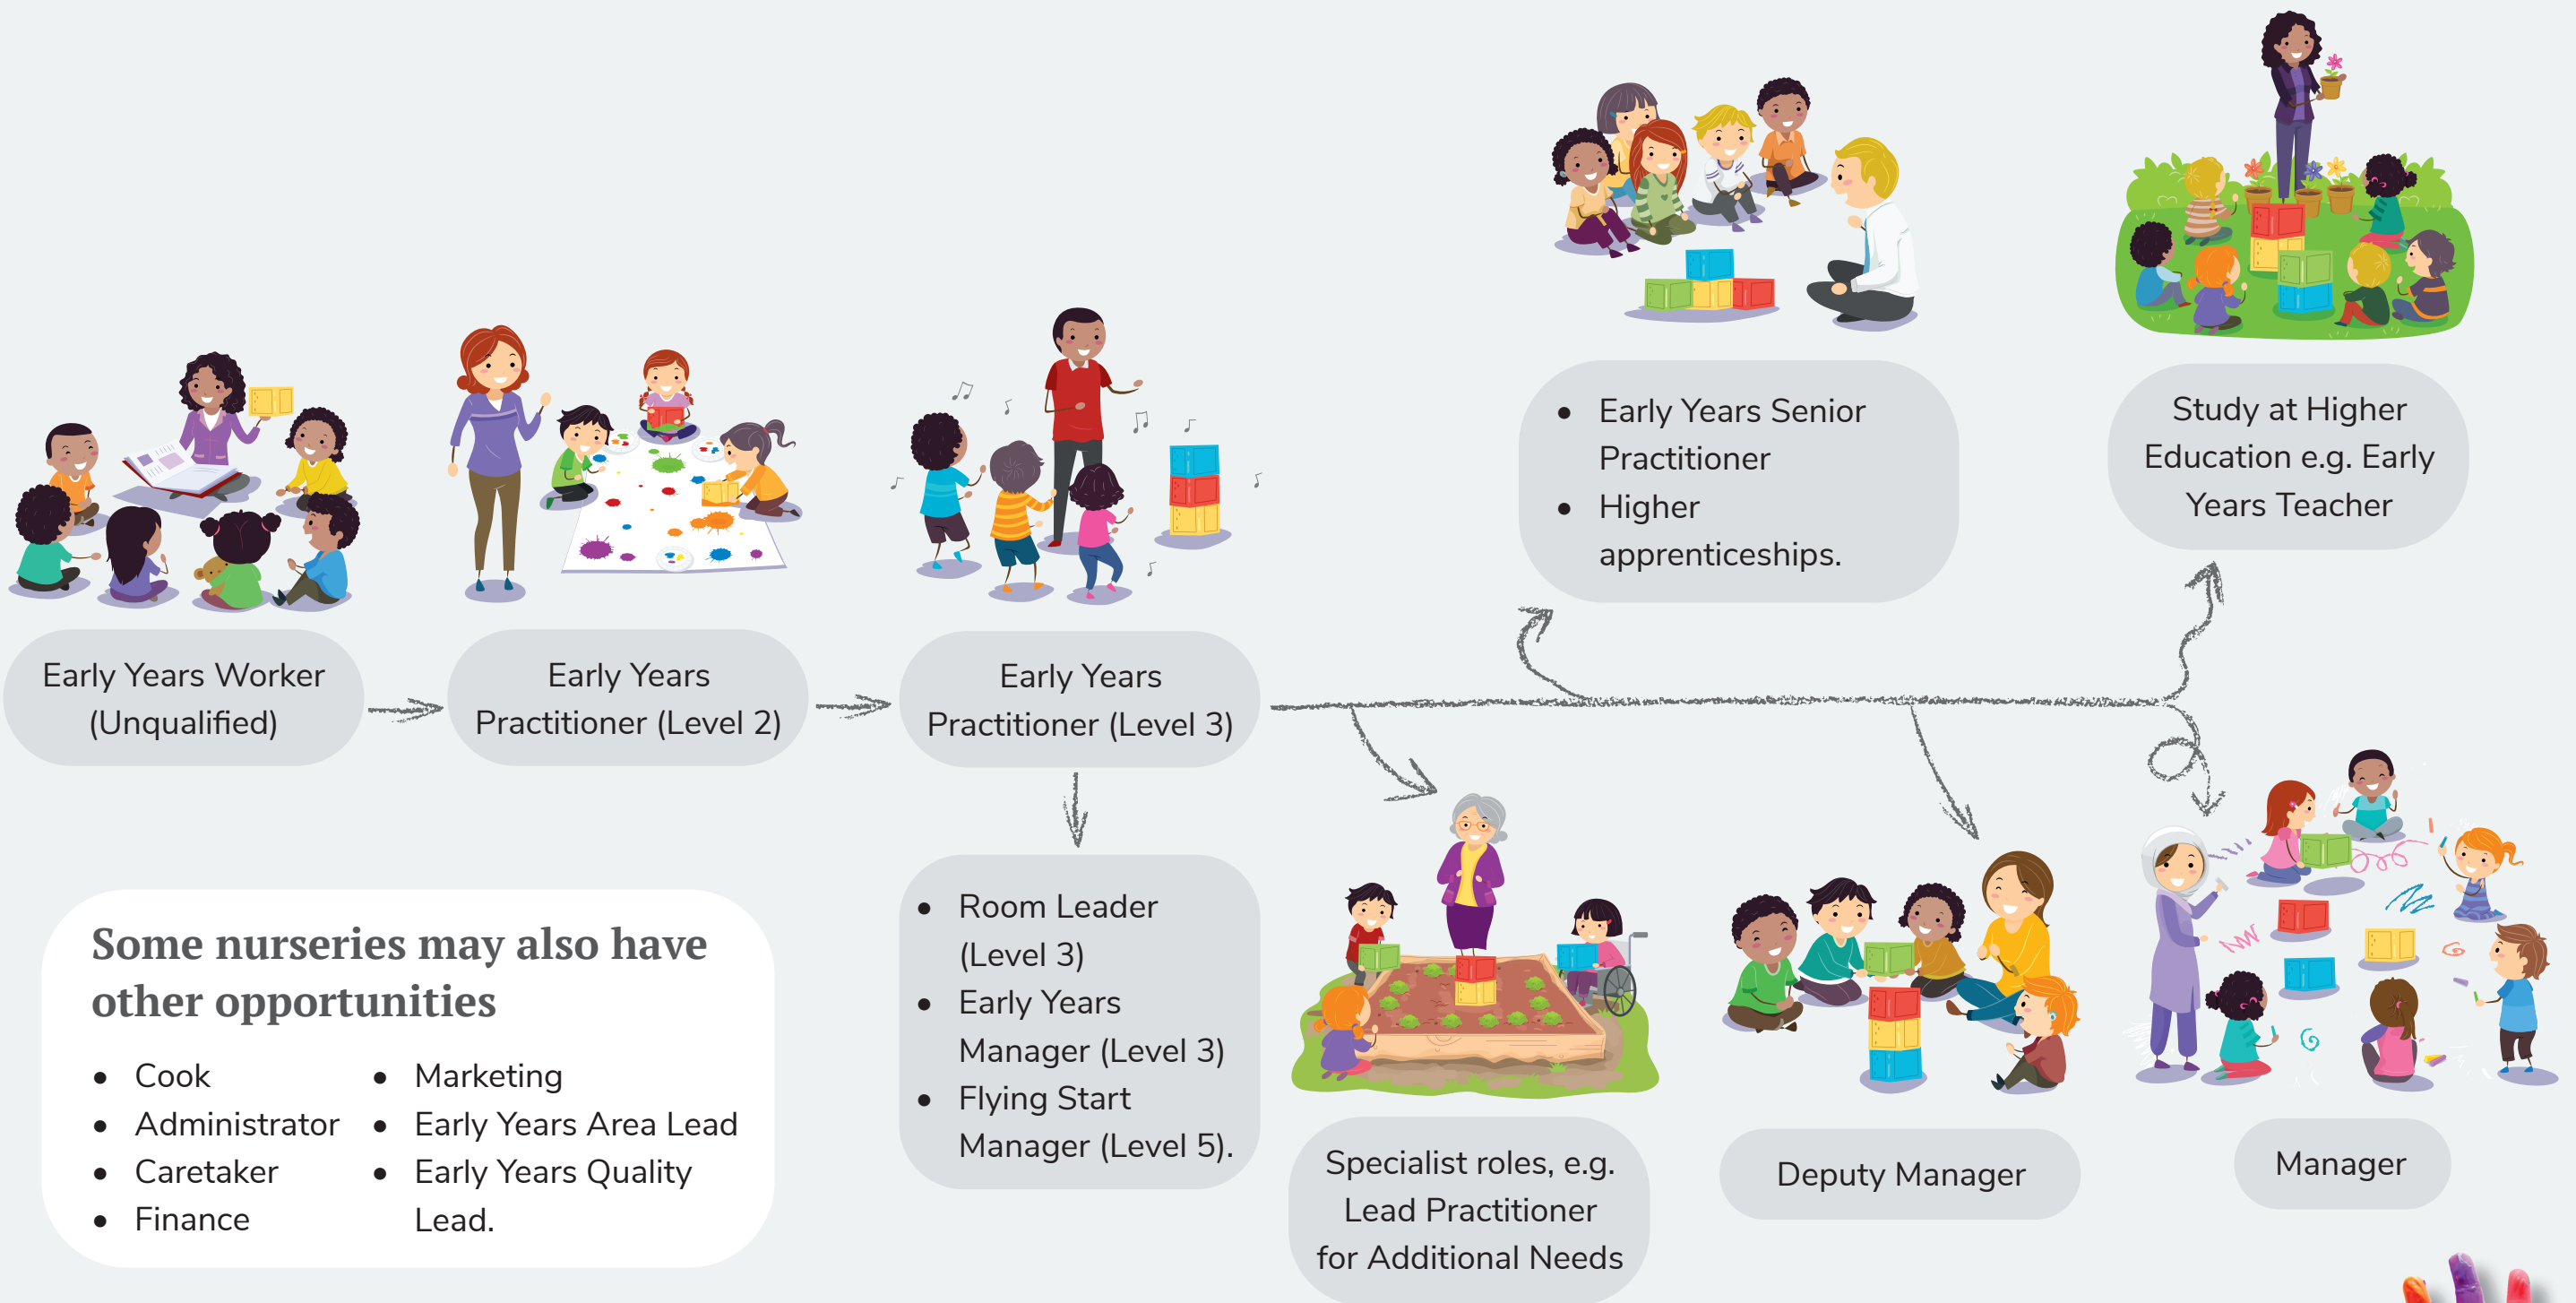 Early Years Worker
(Unqualified)
Early Years
Practitioner (Level 2)
Early Years
Practitioner (Level 3)
• Early Years Senior
Practitioner
• Higher
apprenticeships.
Study at Higher
Education e.g. Early
Years Teacher
• Room Leader
(Level 3)
• Early Years
Manager (Level 3)
• Flying Start
Manager (Level 5).
Specialist roles, e.g.
Lead Practitioner
for Additional Needs
Deputy Manager
Manager
Some nurseries may also have
other opportunities
• Cook
• Administrator
• Caretaker
• Finance
• Marketing
• Early Years Area Lead
• Early Years Quality
Lead.